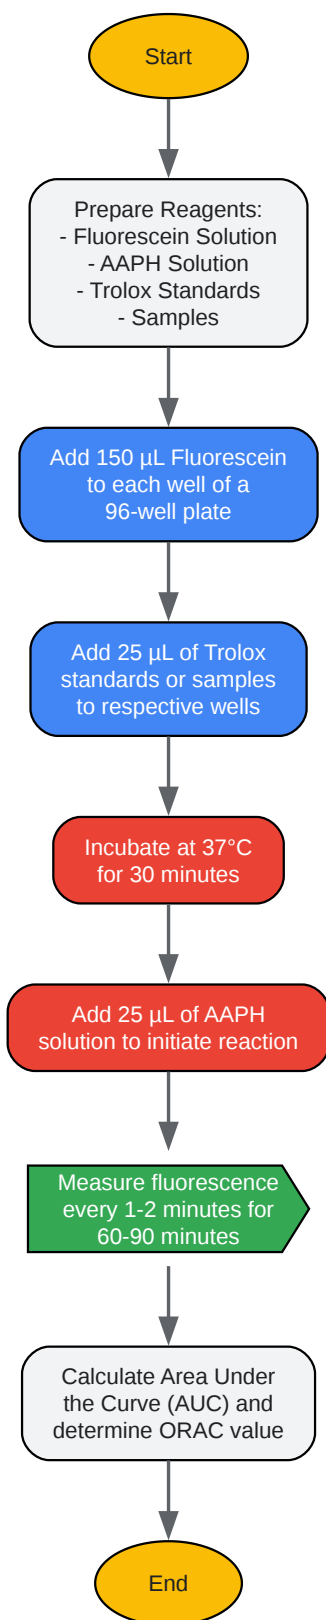 Start
Prepare Reagents:
- Fluorescein Solution
- AAPH Solution
- Trolox Standards
- Samples
Add 150 µL Fluorescein
to each well of a
96-well plate
Add 25 µL of Trolox
standards or samples
to respective wells
Incubate at 37°C
for 30 minutes
Add 25 µL of AAPH
solution to initiate reaction
Measure fluorescence
every 1-2 minutes for
60-90 minutes
Calculate Area Under
the Curve (AUC) and
determine ORAC value
End